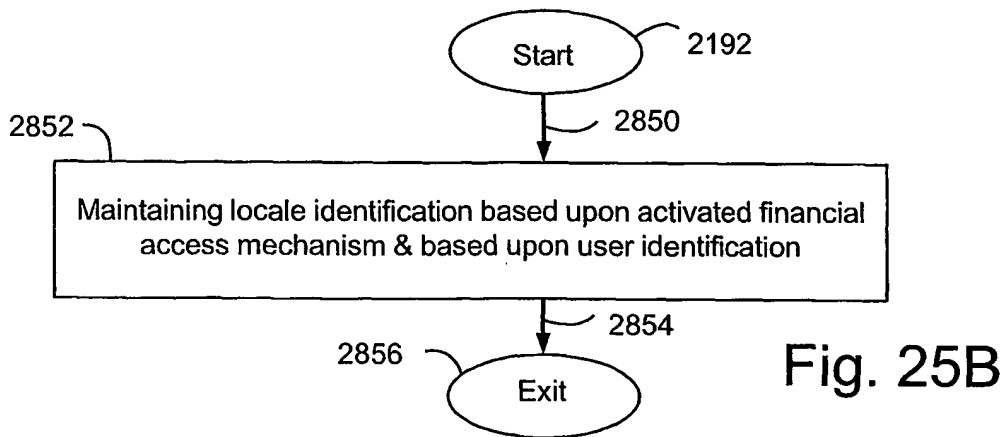 Start
2192
2850
2852
Maintaining locale identification based upon activated financial
access mechanism & based upon user identification
2854
2856
Exit
Fig. 25B